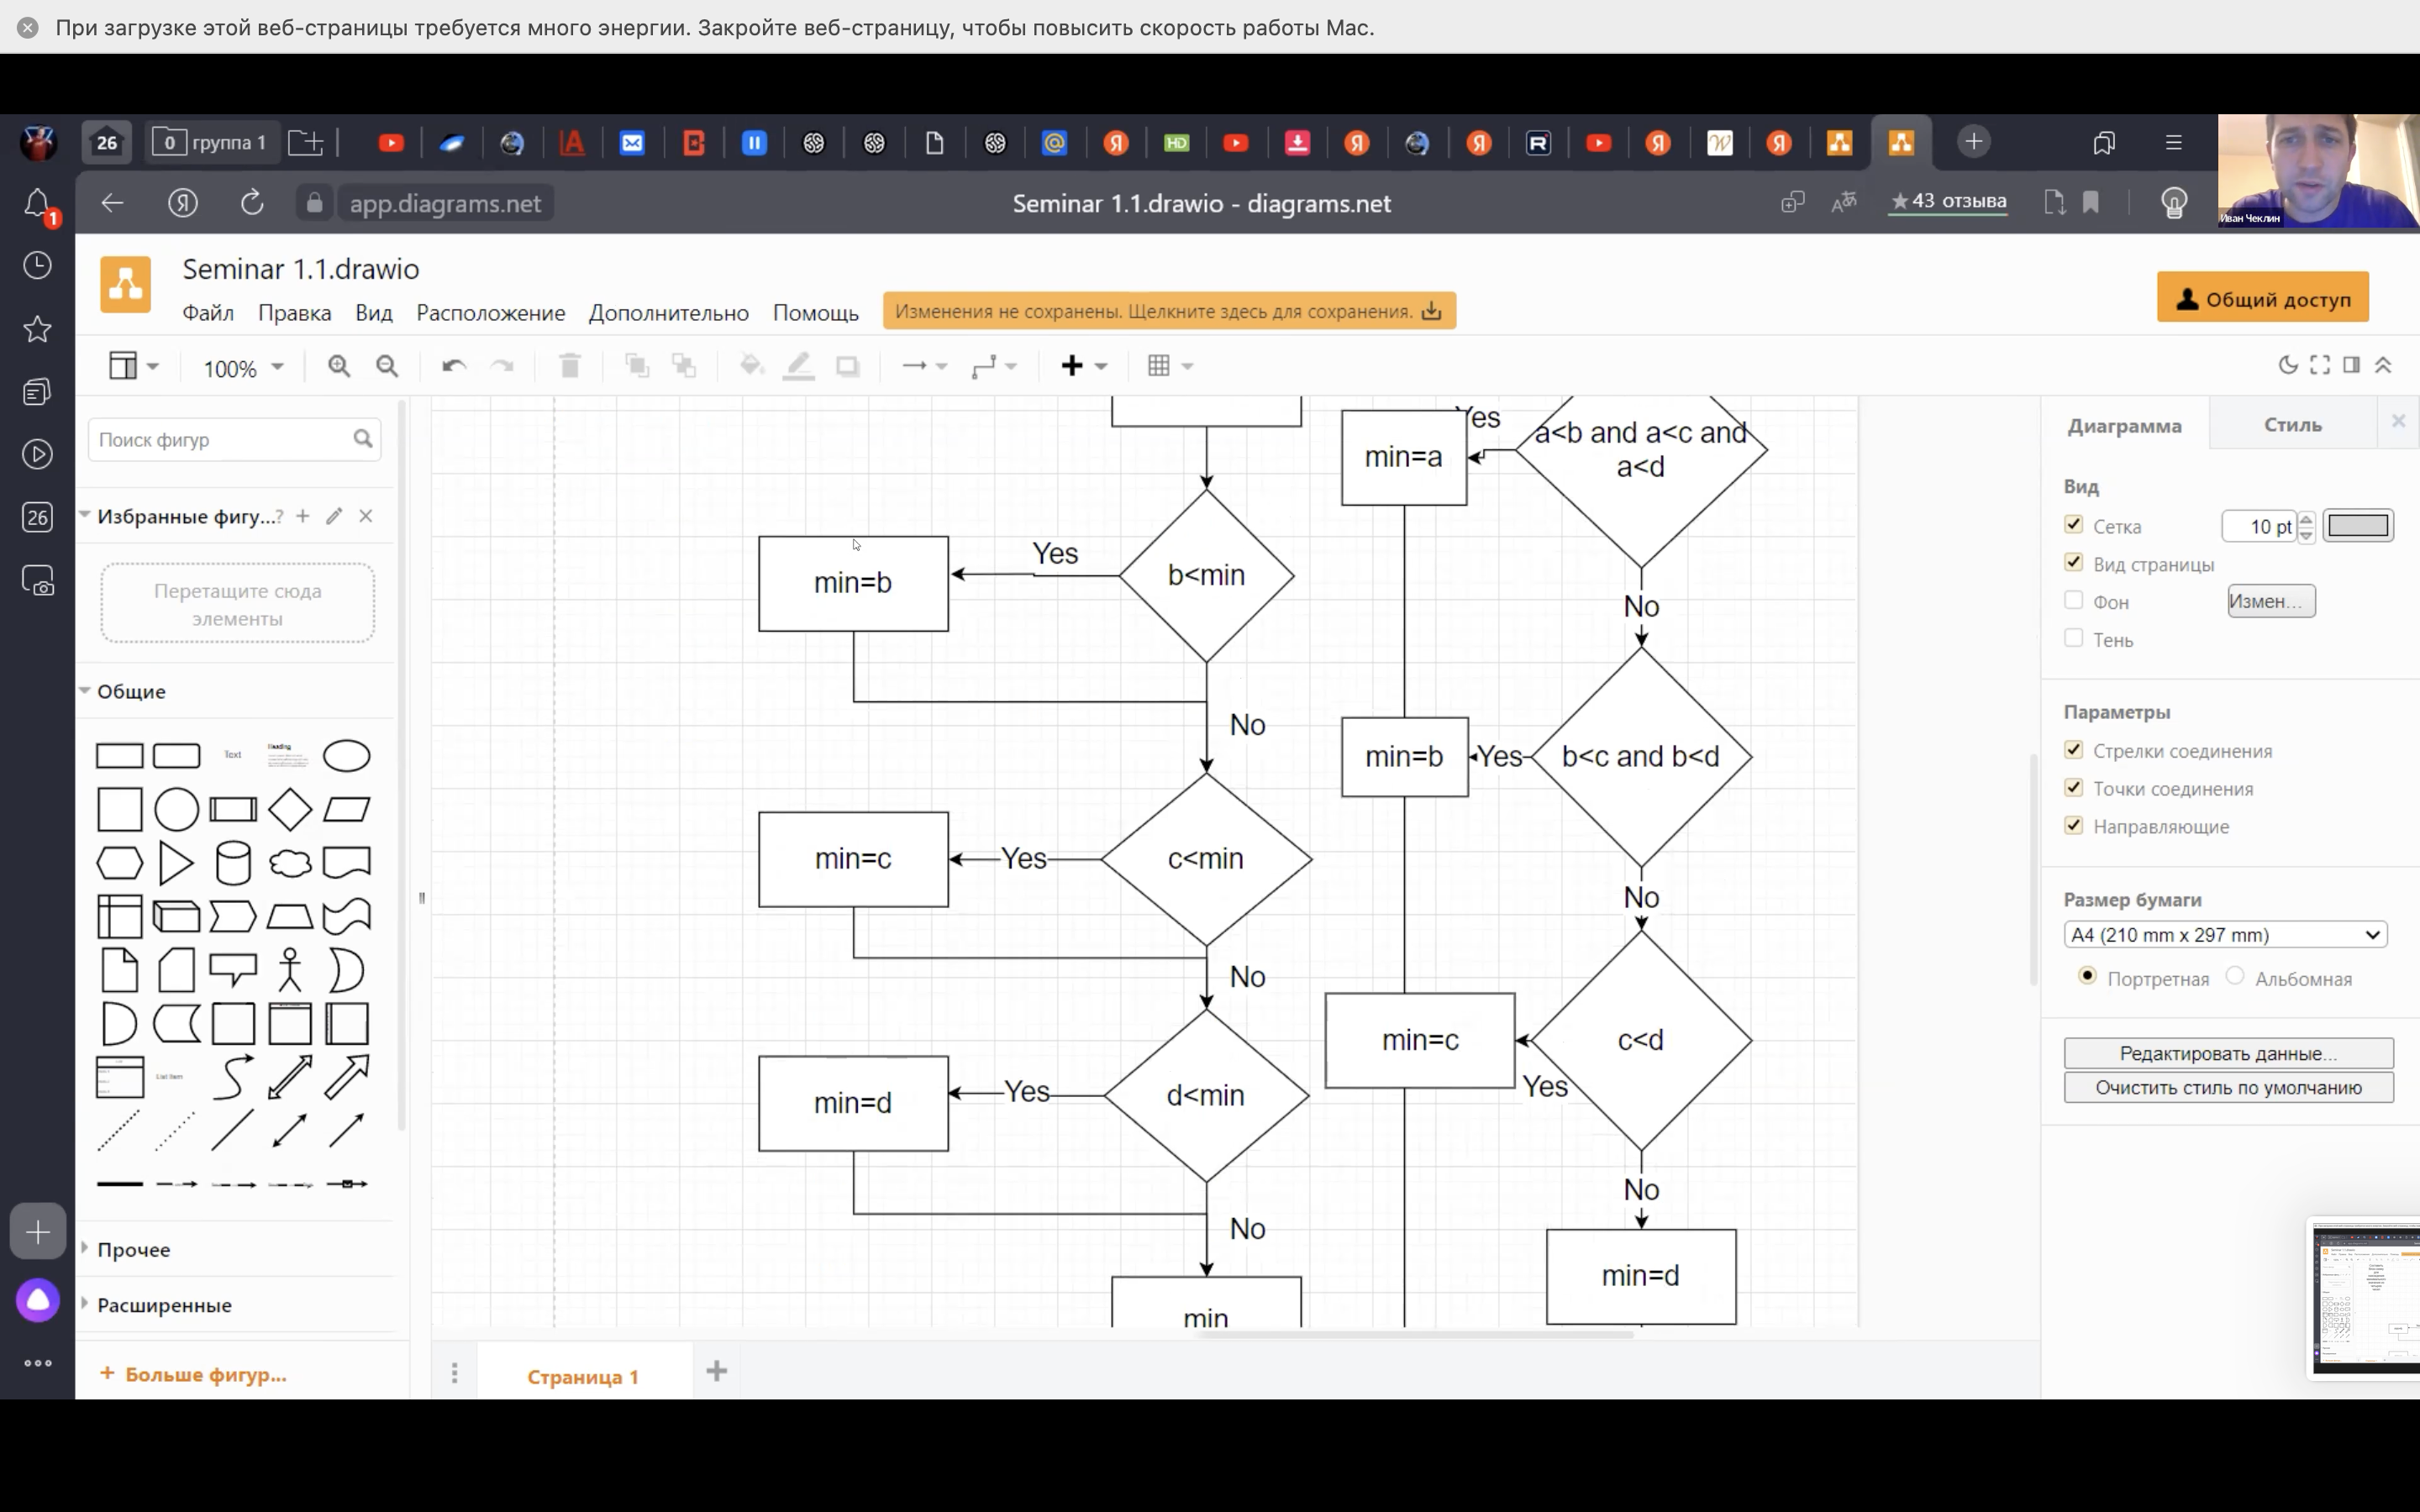 При загрузке этой веб-страницы требуется много энергии. Закройте веб-страницу, чтобы повысить скорость работы Mac.
26
0 группа 1
HD
1
app.diagrams.net
Seminar 1.1.drawio - diagrams.net
★ 43 отзыва
Иван Чеклин
Seminar 1.1.drawio
Файл Правка Вид Расположение Дополнительно Помощь
Изменения не сохранены. Щелкните здесь для сохранения.
Общий доступ
100%
Поиск фигур
Избранные фигу...?
Перетащите сюда
элементы
26
Общие
Text
Heading
List Item
Прочее
Расширенные
+ Больше фигур...
b<min
Yes
min=b
No
c<min
Yes
min=c
No
d<min
Yes
min=d
No
min
a<b and a<c and
a<d
Yes
min=a
No
b<c and b<d
Yes
min=b
No
c<d
Yes
min=c
No
min=d
Страница 1
Диаграмма
Стиль
Вид
Сетка
10 pt
Вид страницы
Фон
Измен...
Тень
Параметры
Стрелки соединения
Точки соединения
Направляющие
Размер бумаги
A4 (210 mm x 297 mm)
Портретная
Альбомная
Редактировать данные...
Очистить стиль по умолчанию